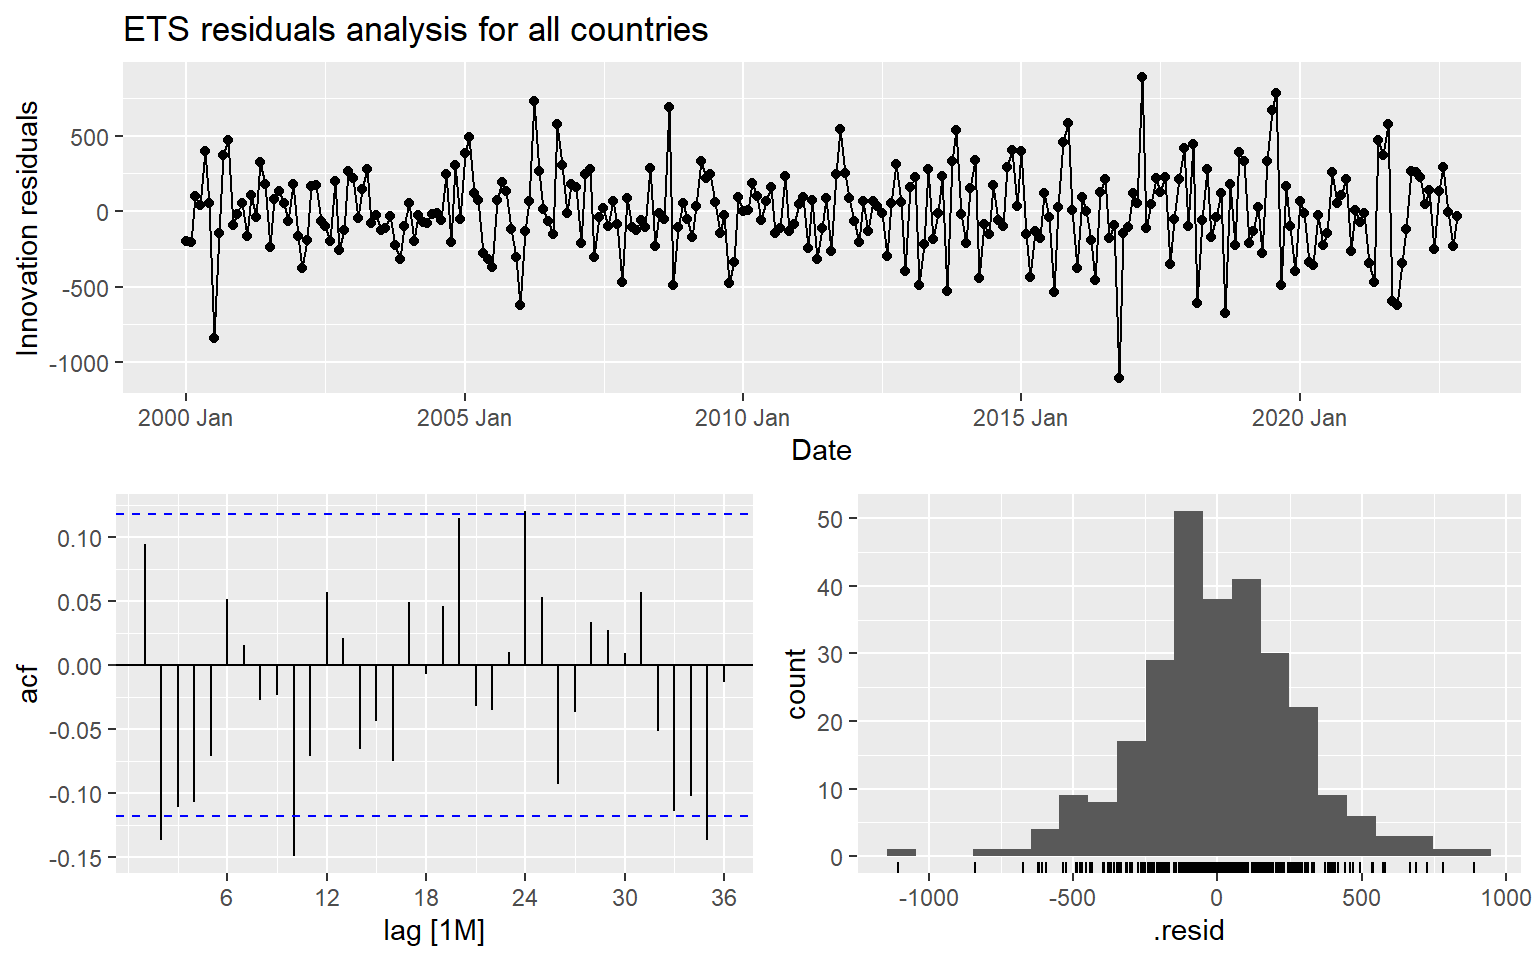 ETS residuals analysis for all countries
Innovation residuals
500
0
-500
-1000
2000 Jan 2005 Jan 2010 Jan 2015 Jan 2020 Jan
Date
acf
0.10
0.05
0.00
-0.05
-0.10
-0.15
6 12 18 24 30 36
lag [1M]
count
50
40
30
20
10
0
-1000 -500 0 500 1000
.resid